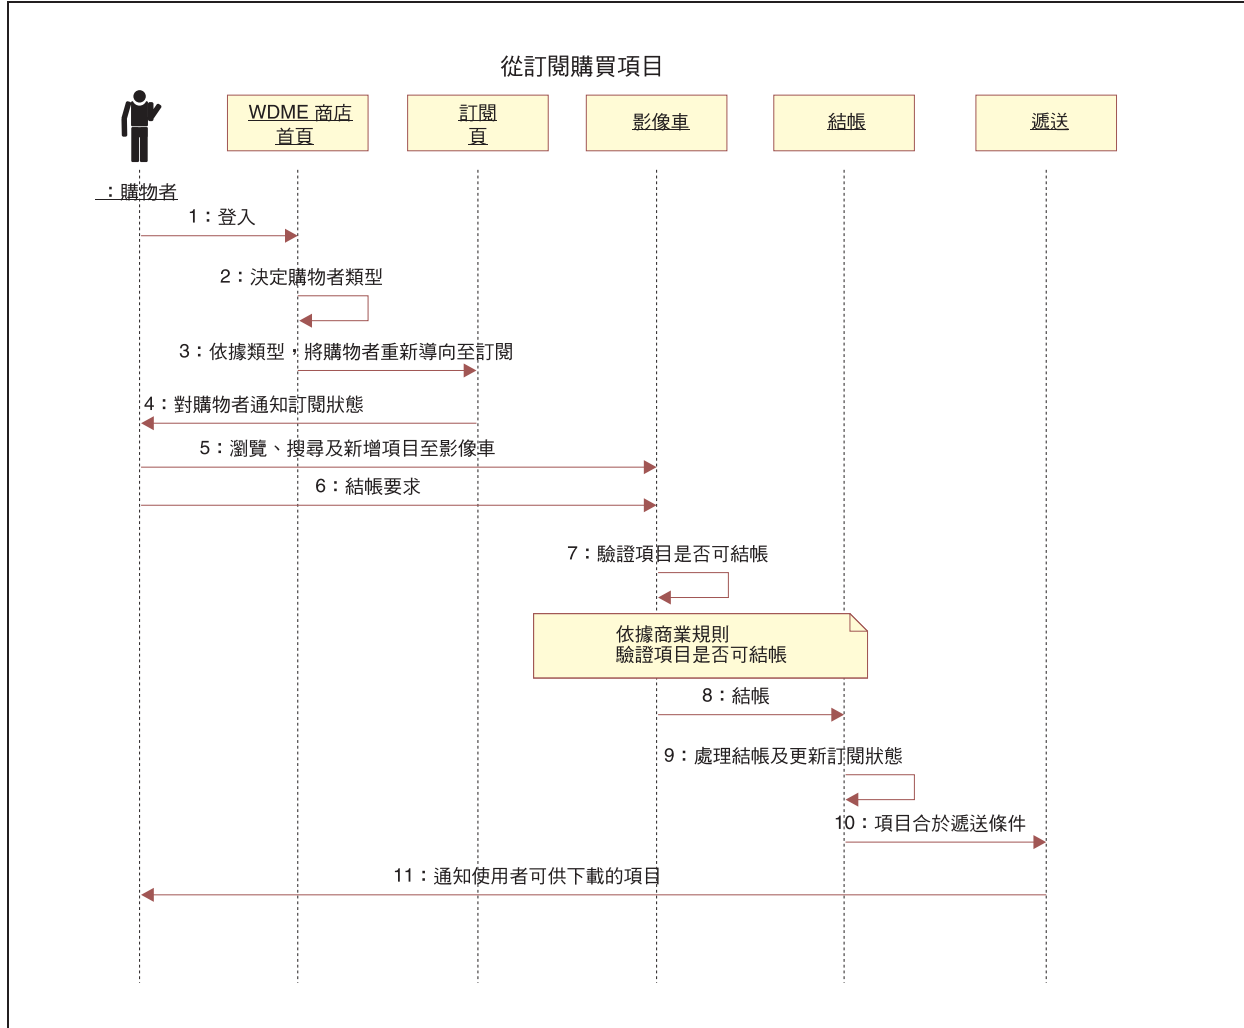 從訂閱購買項目
WDME 商店
首頁
訂閱
頁
影像車
結帳
遞送
：購物者
1：登入
2：決定購物者類型
3：依據類型，將購物者重新導向至訂閱
4：對購物者通知訂閱狀態
5：瀏覽、搜尋及新增項目至影像車
6：結帳要求
7：驗證項目是否可結帳
依據商業規則
驗證項目是否可結帳
8：結帳
9：處理結帳及更新訂閱狀態
10：項目合於遞送條件
11：通知使用者可供下載的項目